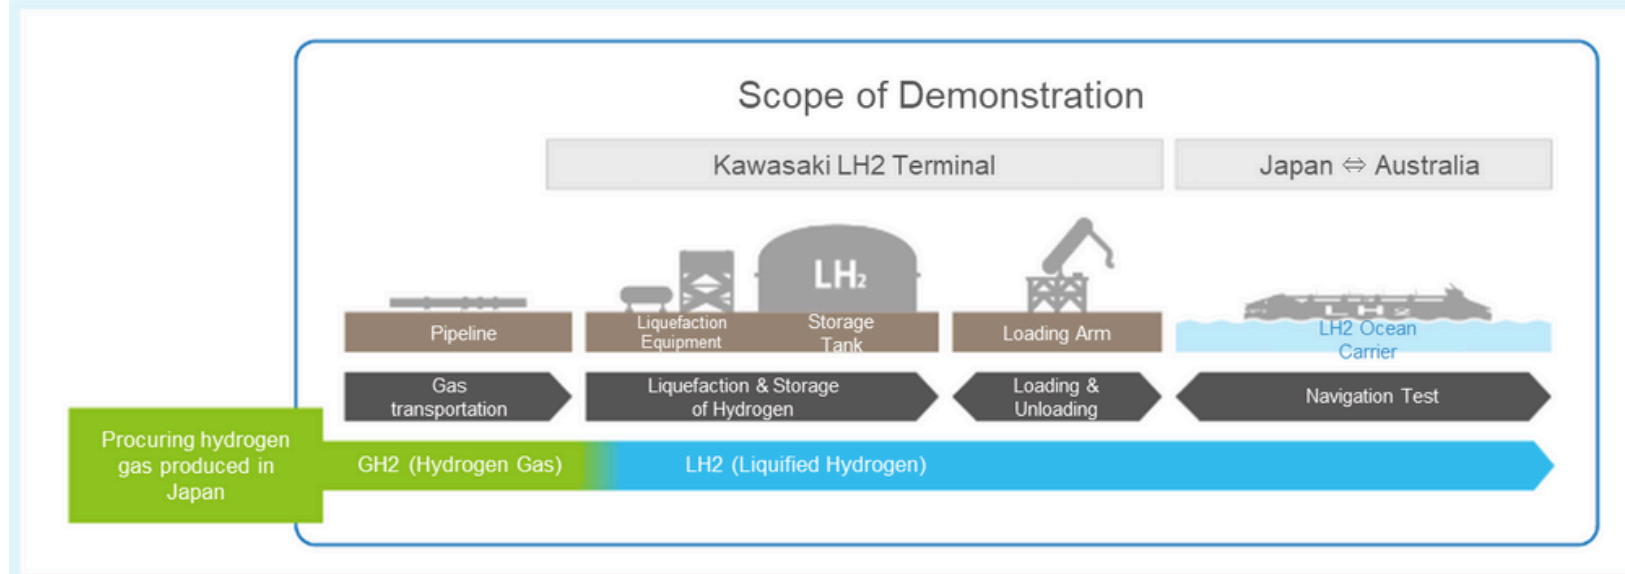 Scope of Demonstration
Kawasaki LH2 Terminal
Japan ⇔ Australia
LH₂
LH2
Pipeline
Liquefaction
Equipment
Storage
Tank
Loading Arm
LH2 Ocean
Carrier
Gas
transportation
Liquefaction & Storage
of Hydrogen
Loading &
Unloading
Navigation Test
Procuring hydrogen
gas produced in
Japan
GH2 (Hydrogen Gas)
LH2 (Liquified Hydrogen)